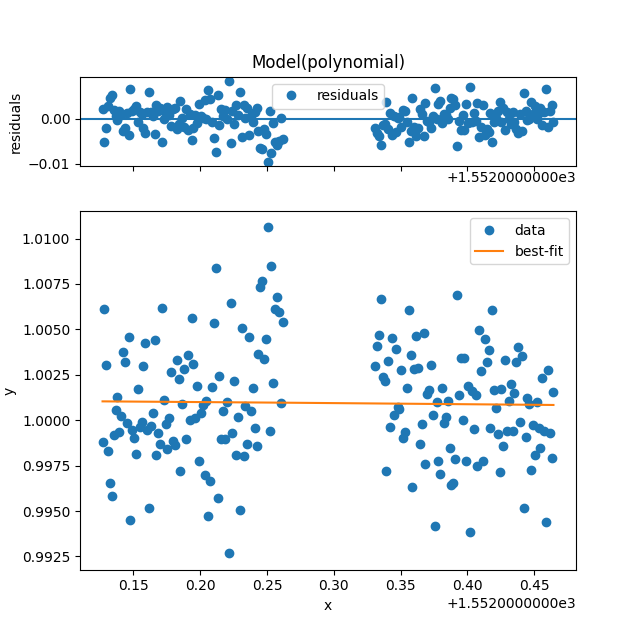 Model(polynomial)
residuals
0.00
−0.01
residuals
+1.5520000000e3
1.0100
1.0075
1.0050
1.0025
1.0000
0.9975
0.9950
0.9925
y
data
best-fit
0.15 0.20 0.25 0.30 0.35 0.40 0.45
x
+1.5520000000e3